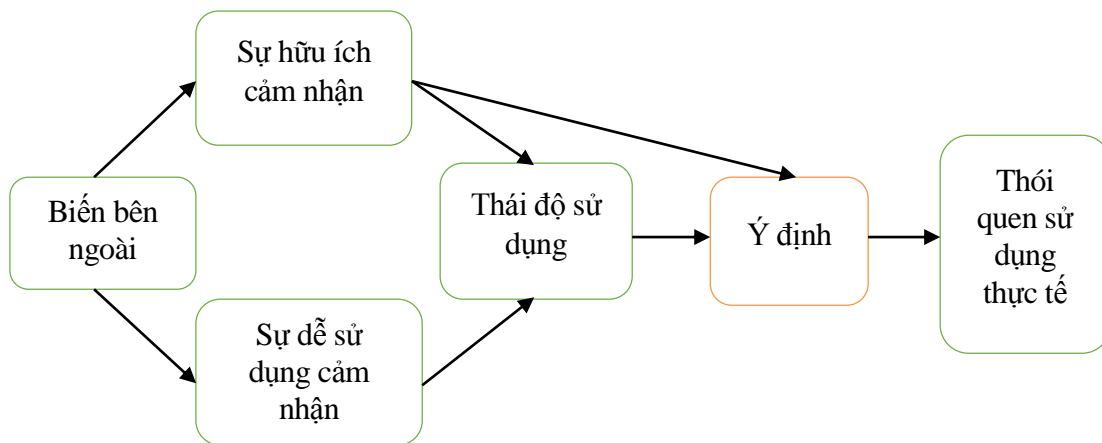 Sự hữu ích
cảm nhận
Biến bên
ngoài
Thái độ sử
dụng
Ý định
Thói
quen sử
dụng
thực tế
Sự dễ sử
dụng cảm
nhận